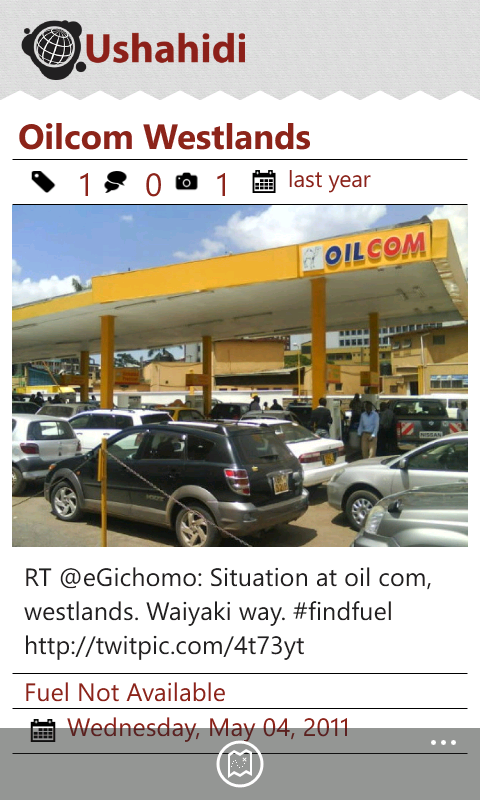 Ushahidi
Oilcom Westlands
1 0 1 last year
OILCOM
NISSAN
RT @eGichomo: Situation at oil com,
westlands. Waiyaki way. #findfuel
http://twitpic.com/4t73yt
Fuel Not Available
Wednesday, May 04, 2011